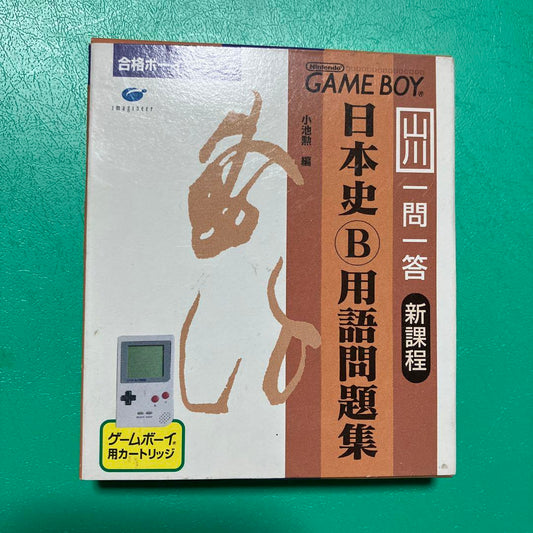 合格ボーイ
imagineer
Nintendo
GAME BOY®
山川
一問一答
新課程
日本史Ⓑ用語問題集
小池勲 編
ゲームボーイ®
用カートリッジ